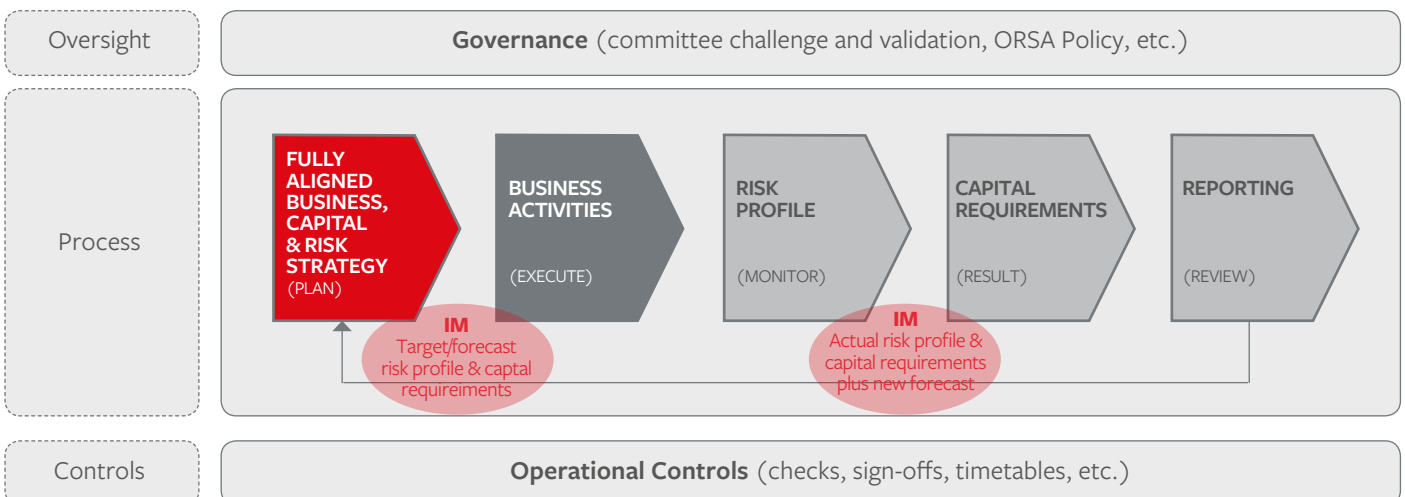 Oversight
Governance (committee challenge and validation, ORSA Policy, etc.)
Process
FULLY
ALIGNED
BUSINESS,
CAPITAL
& RISK
STRATEGY
(PLAN)
BUSINESS
ACTIVITIES
(EXECUTE)
RISK
PROFILE
(MONITOR)
CAPITAL
REQUIREMENTS
(RESULT)
REPORTING
(REVIEW)
IM
Target/forecast
risk profile & captal
requireiments
IM
Actual risk profile &
capital requirements
plus new forecast
Controls
Operational Controls (checks, sign-offs, timetables, etc.)